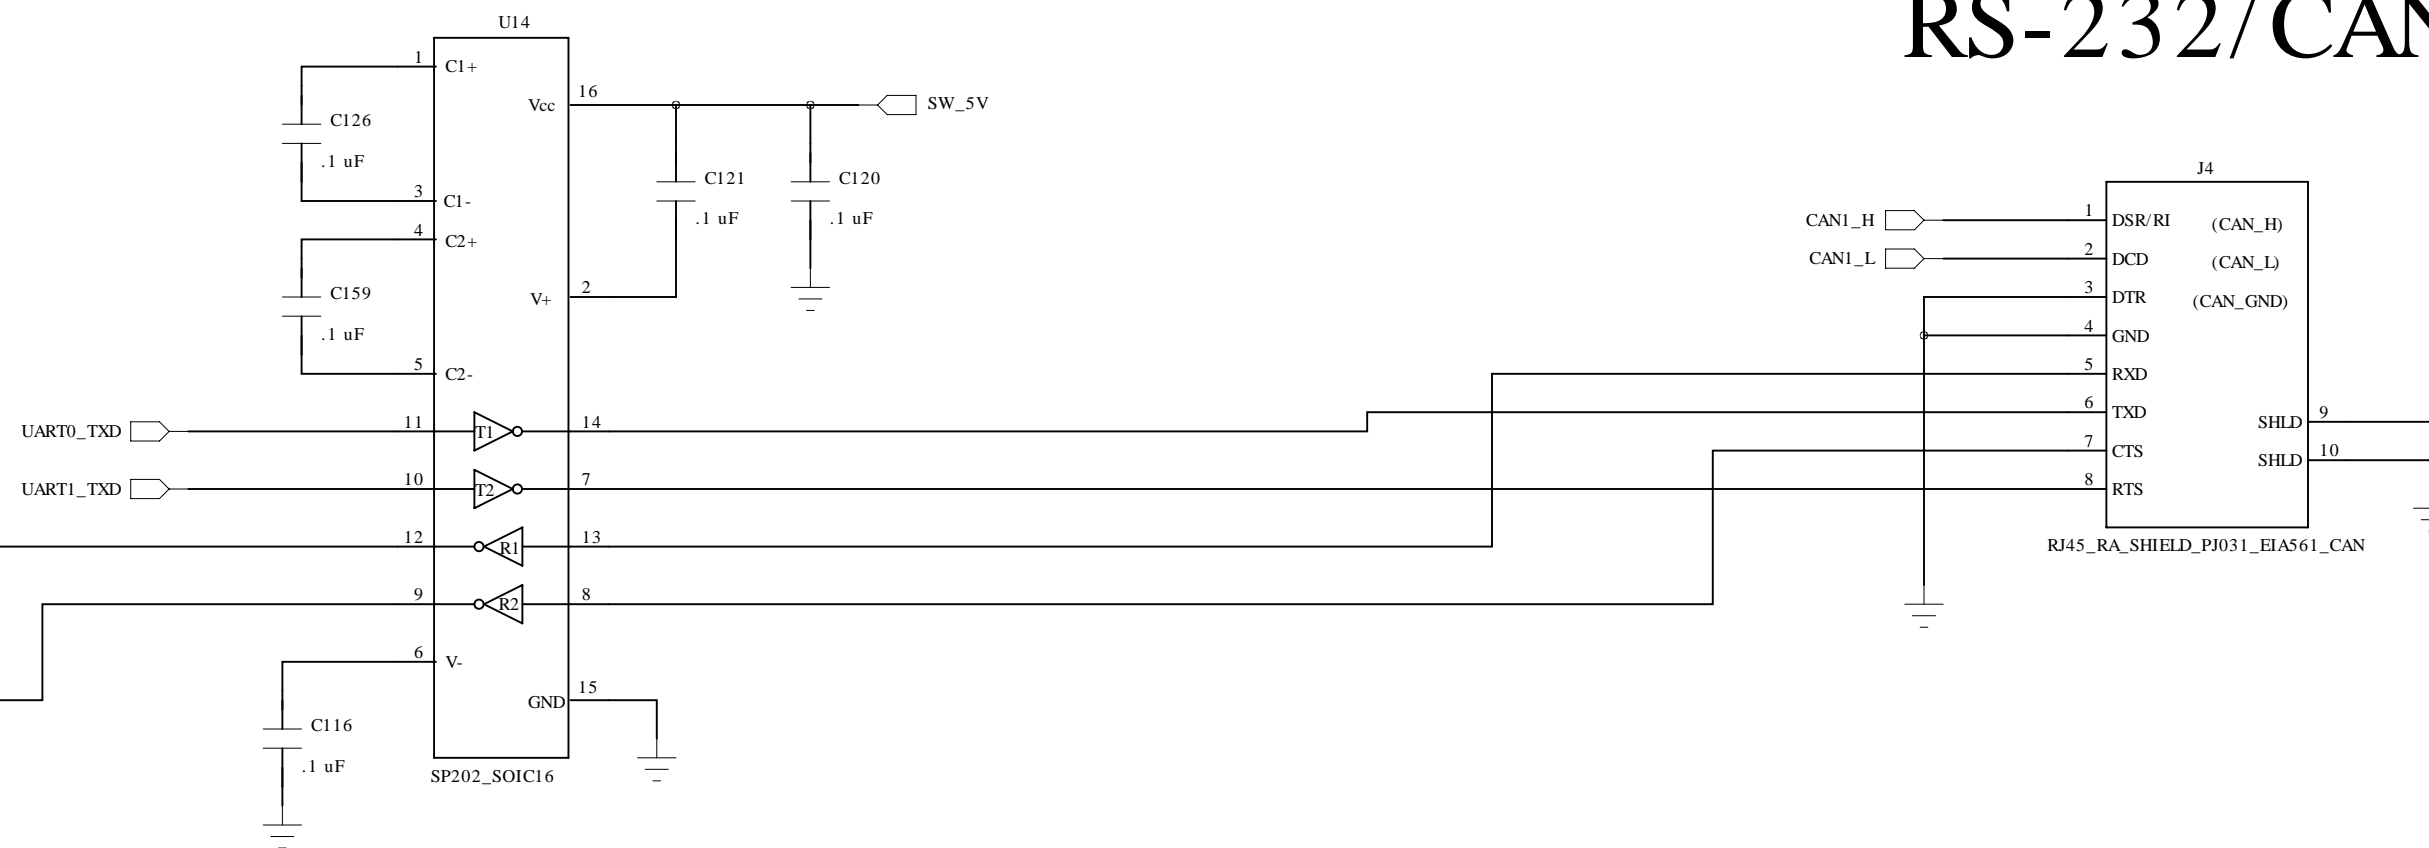 RS-232/CAN
U14
1
C1+
Vcc
16
SW_5V
C126
.1 uF
3
C1-
4
C2+
C121
.1 uF
C120
.1 uF
C159
.1 uF
V+
2
5
C2-
UART0_TXD
11
T1
14
UART1_TXD
10
T2
7
12
R1
13
9
R2
8
6
V-
C116
.1 uF
GND
15
SP202_SOIC16
J4
CAN1_H
1
DSR/RI
(CAN_H)
CAN1_L
2
DCD
(CAN_L)
3
DTR
(CAN_GND)
4
GND
5
RXD
6
TXD
SHLD
9
7
CTS
SHLD
10
8
RTS
RJ45_RA_SHIELD_PJ031_EIA561_CAN